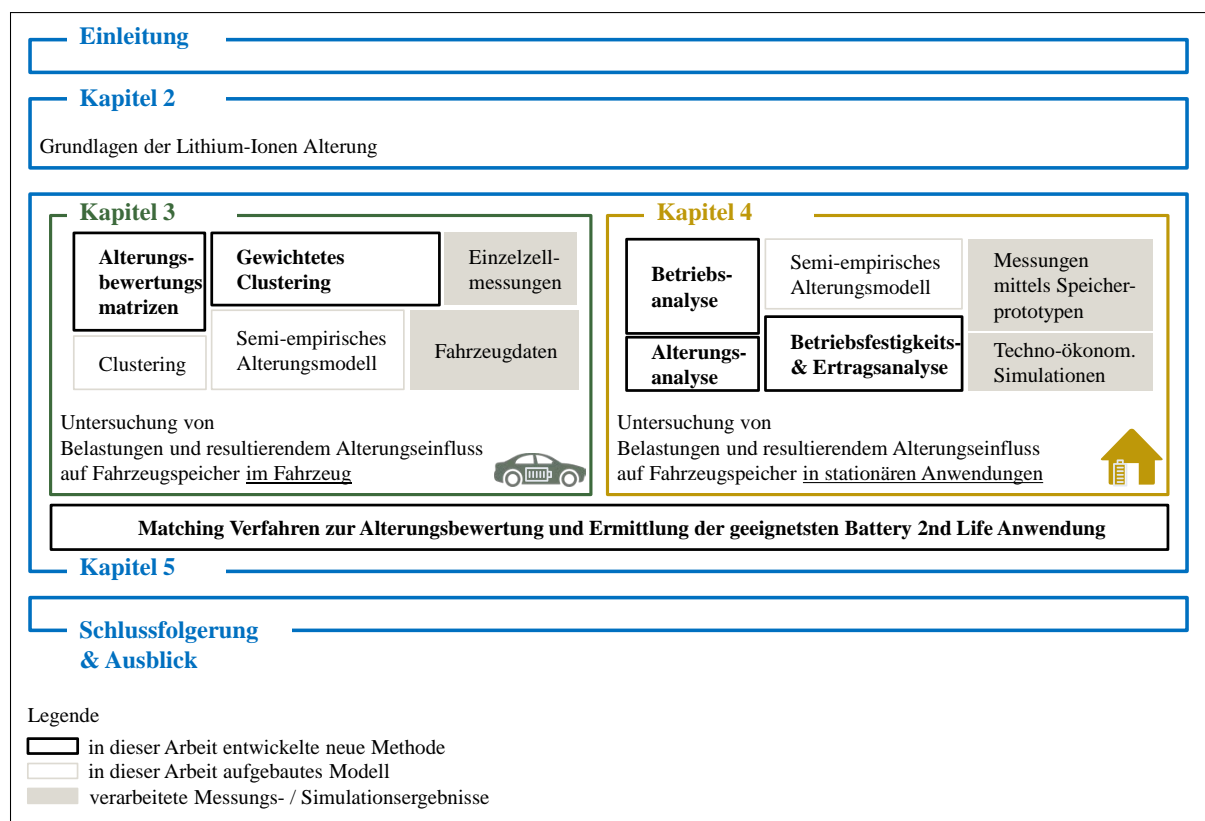 Einleitung
Kapitel 2
Grundlagen der Lithium-Ionen Alterung
Kapitel 3
Alterungs-
bewertungs
matrizen
Gewichtetes
Clustering
Einzelzell-
messungen
Clustering
Semi-empirisches
Alterungsmodell
Fahrzeugdaten
Untersuchung von
Belastungen und resultierendem Alterungseinfluss
auf Fahrzeugspeicher im Fahrzeug
Kapitel 4
Betriebs-
analyse
Semi-empirisches
Alterungsmodell
Messungen
mittels Speicher-
prototypen
Alterungs-
analyse
Betriebsfestigkeits-
& Ertragsanalyse
Techno-ökonom.
Simulationen
Untersuchung von
Belastungen und resultierendem Alterungseinfluss
auf Fahrzeugspeicher in stationären Anwendungen
Matching Verfahren zur Alterungsbewertung und Ermittlung der geeignetsten Battery 2nd Life Anwendung
Kapitel 5
Schlussfolgerung
& Ausblick
Legende
in dieser Arbeit entwickelte neue Methode
in dieser Arbeit aufgebautes Modell
verarbeitete Messungs- / Simulationsergebnisse